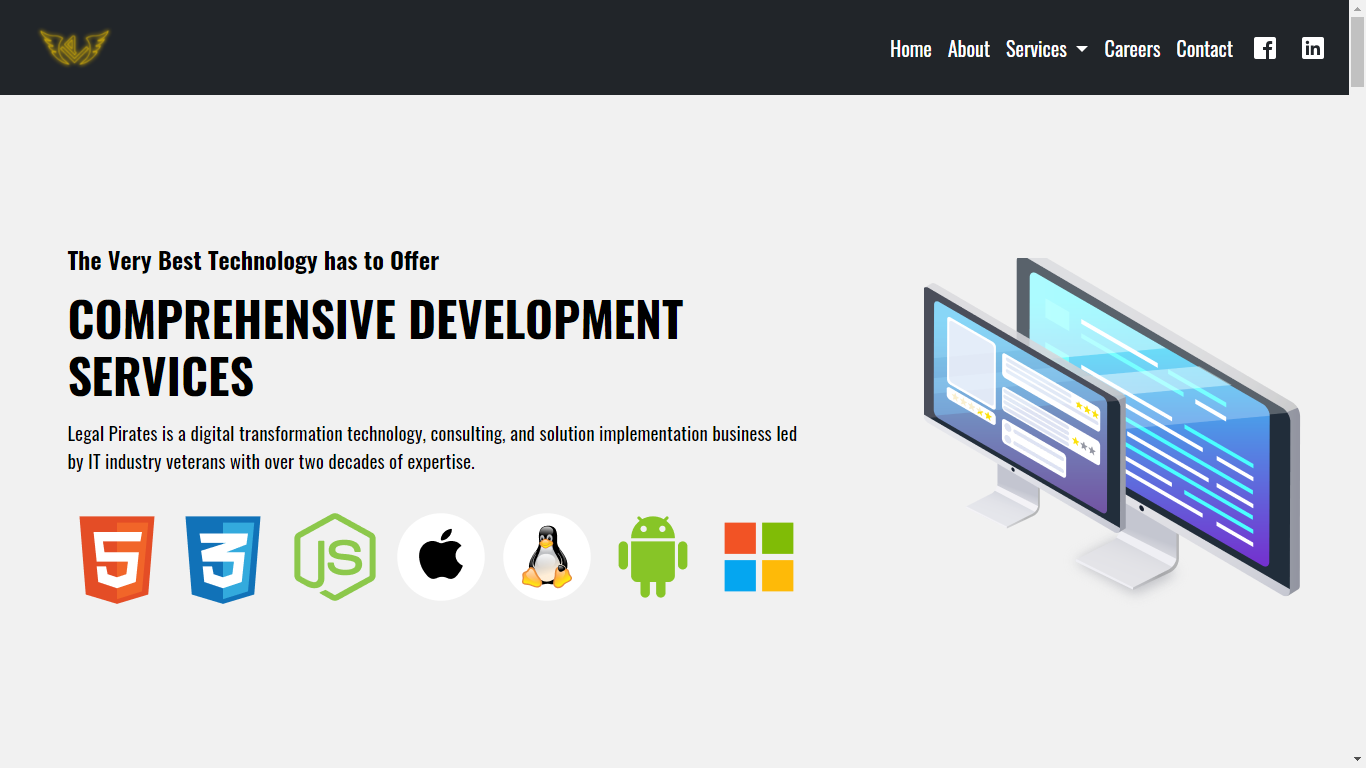 Home About Services Careers Contact
The Very Best Technology has to Offer
COMPREHENSIVE DEVELOPMENT
SERVICES
Legal Pirates is a digital transformation technology, consulting, and solution implementation business led
by IT industry veterans with over two decades of expertise.
5 3 JS